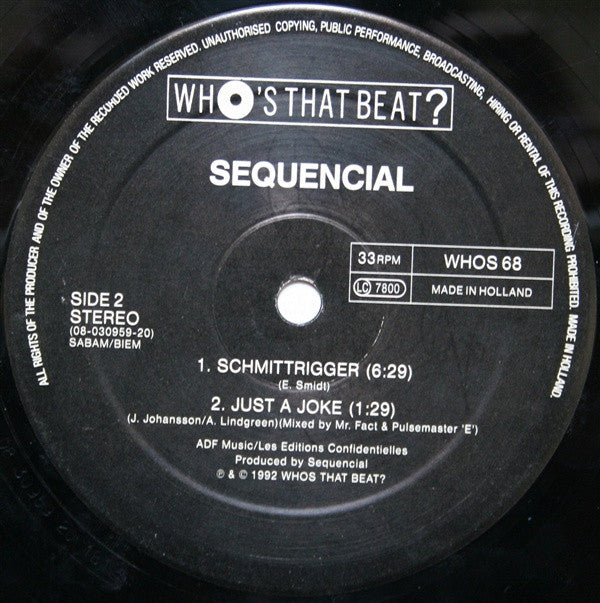 ALL RIGHTS OF THE PRODUCER AND OF THE OWNER OF THE RECORDED WORK RESERVED. UNAUTHORISED COPYING, PUBLIC PERFORMANCE, BROADCASTING, HIRING OR RENTAL OF THIS RECORDING PROHIBITED. MADE IN HOLLAND.
WHO'S THAT BEAT?
SEQUENCIAL
33RPM WHOS 68
LC 7800 MADE IN HOLLAND
SIDE 2
STEREO
(08-030959-20)
SABAM/BIEM
1. SCHMITTRIGGER (6:29)
(E. Smidt)
2. JUST A JOKE (1:29)
(J. Johansson/A. Lindgreen)(Mixed by Mr. Fact & Pulsemaster 'E')
ADF Music/Les Editions Confidentielles
Produced by Sequencial
℗ & © 1992 WHOS THAT BEAT?